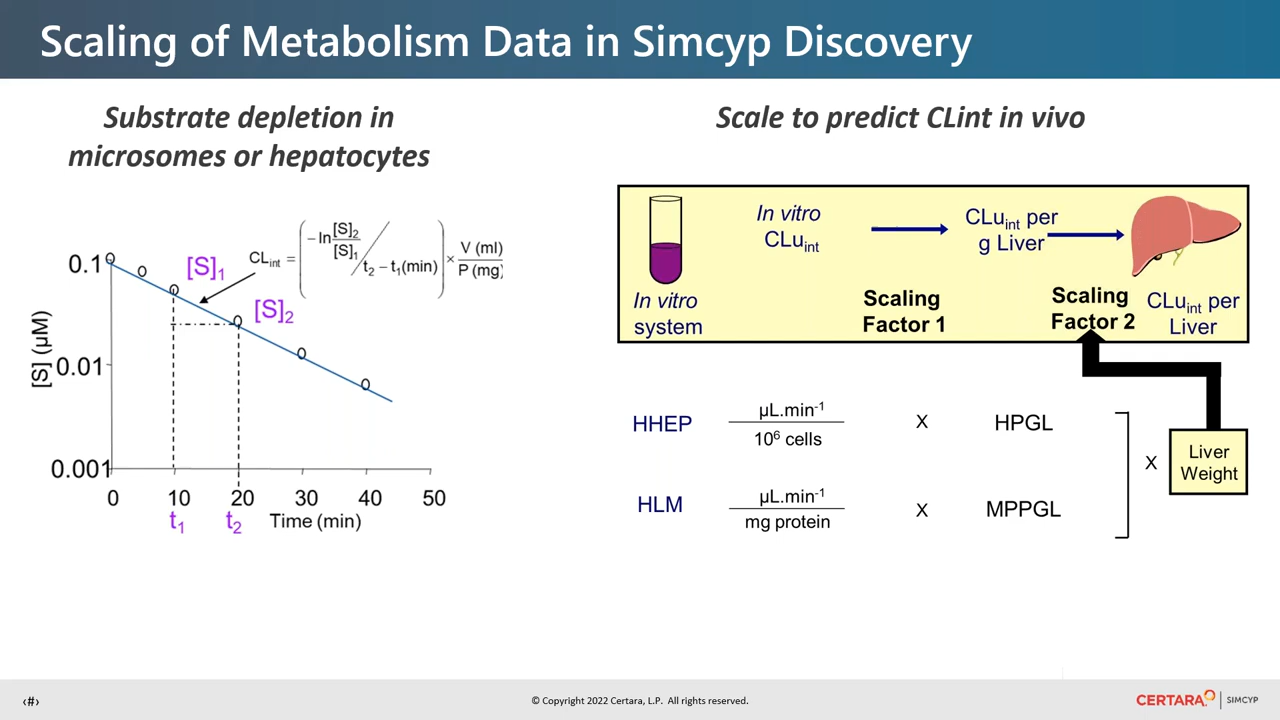 Scaling of Metabolism Data in Simcyp Discovery
Substrate depletion in
microsomes or hepatocytes
[S] (µM)
0.1
0.01
0.001
[S]1
[S]2
CLint = ( −ln [S]2 / [S]1 / t2 − t1(min) ) × V (ml) / P (mg)
0 10 20 30 40 50
t1 t2 Time (min)
Scale to predict CLint in vivo
In vitro
system
In vitro
CLuint
Scaling
Factor 1
CLuint per
g Liver
Scaling
Factor 2
CLuint per
Liver
HHEP µL.min-1 / 10⁶ cells X HPGL
HLM µL.min-1 / mg protein X MPPGL
X
Liver
Weight
‹#›
© Copyright 2022 Certara, L.P. All rights reserved.
CERTARA | SIMCYP